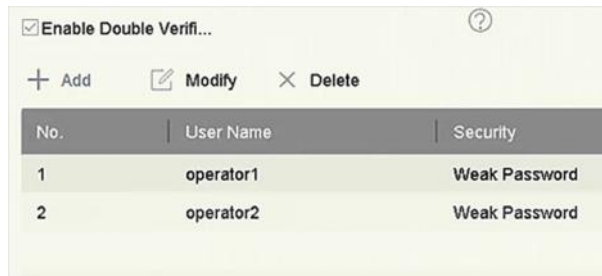 Enable Double Verifi...
Add Modify Delete
No. User Name Security
1 operator1 Weak Password
2 operator2 Weak Password